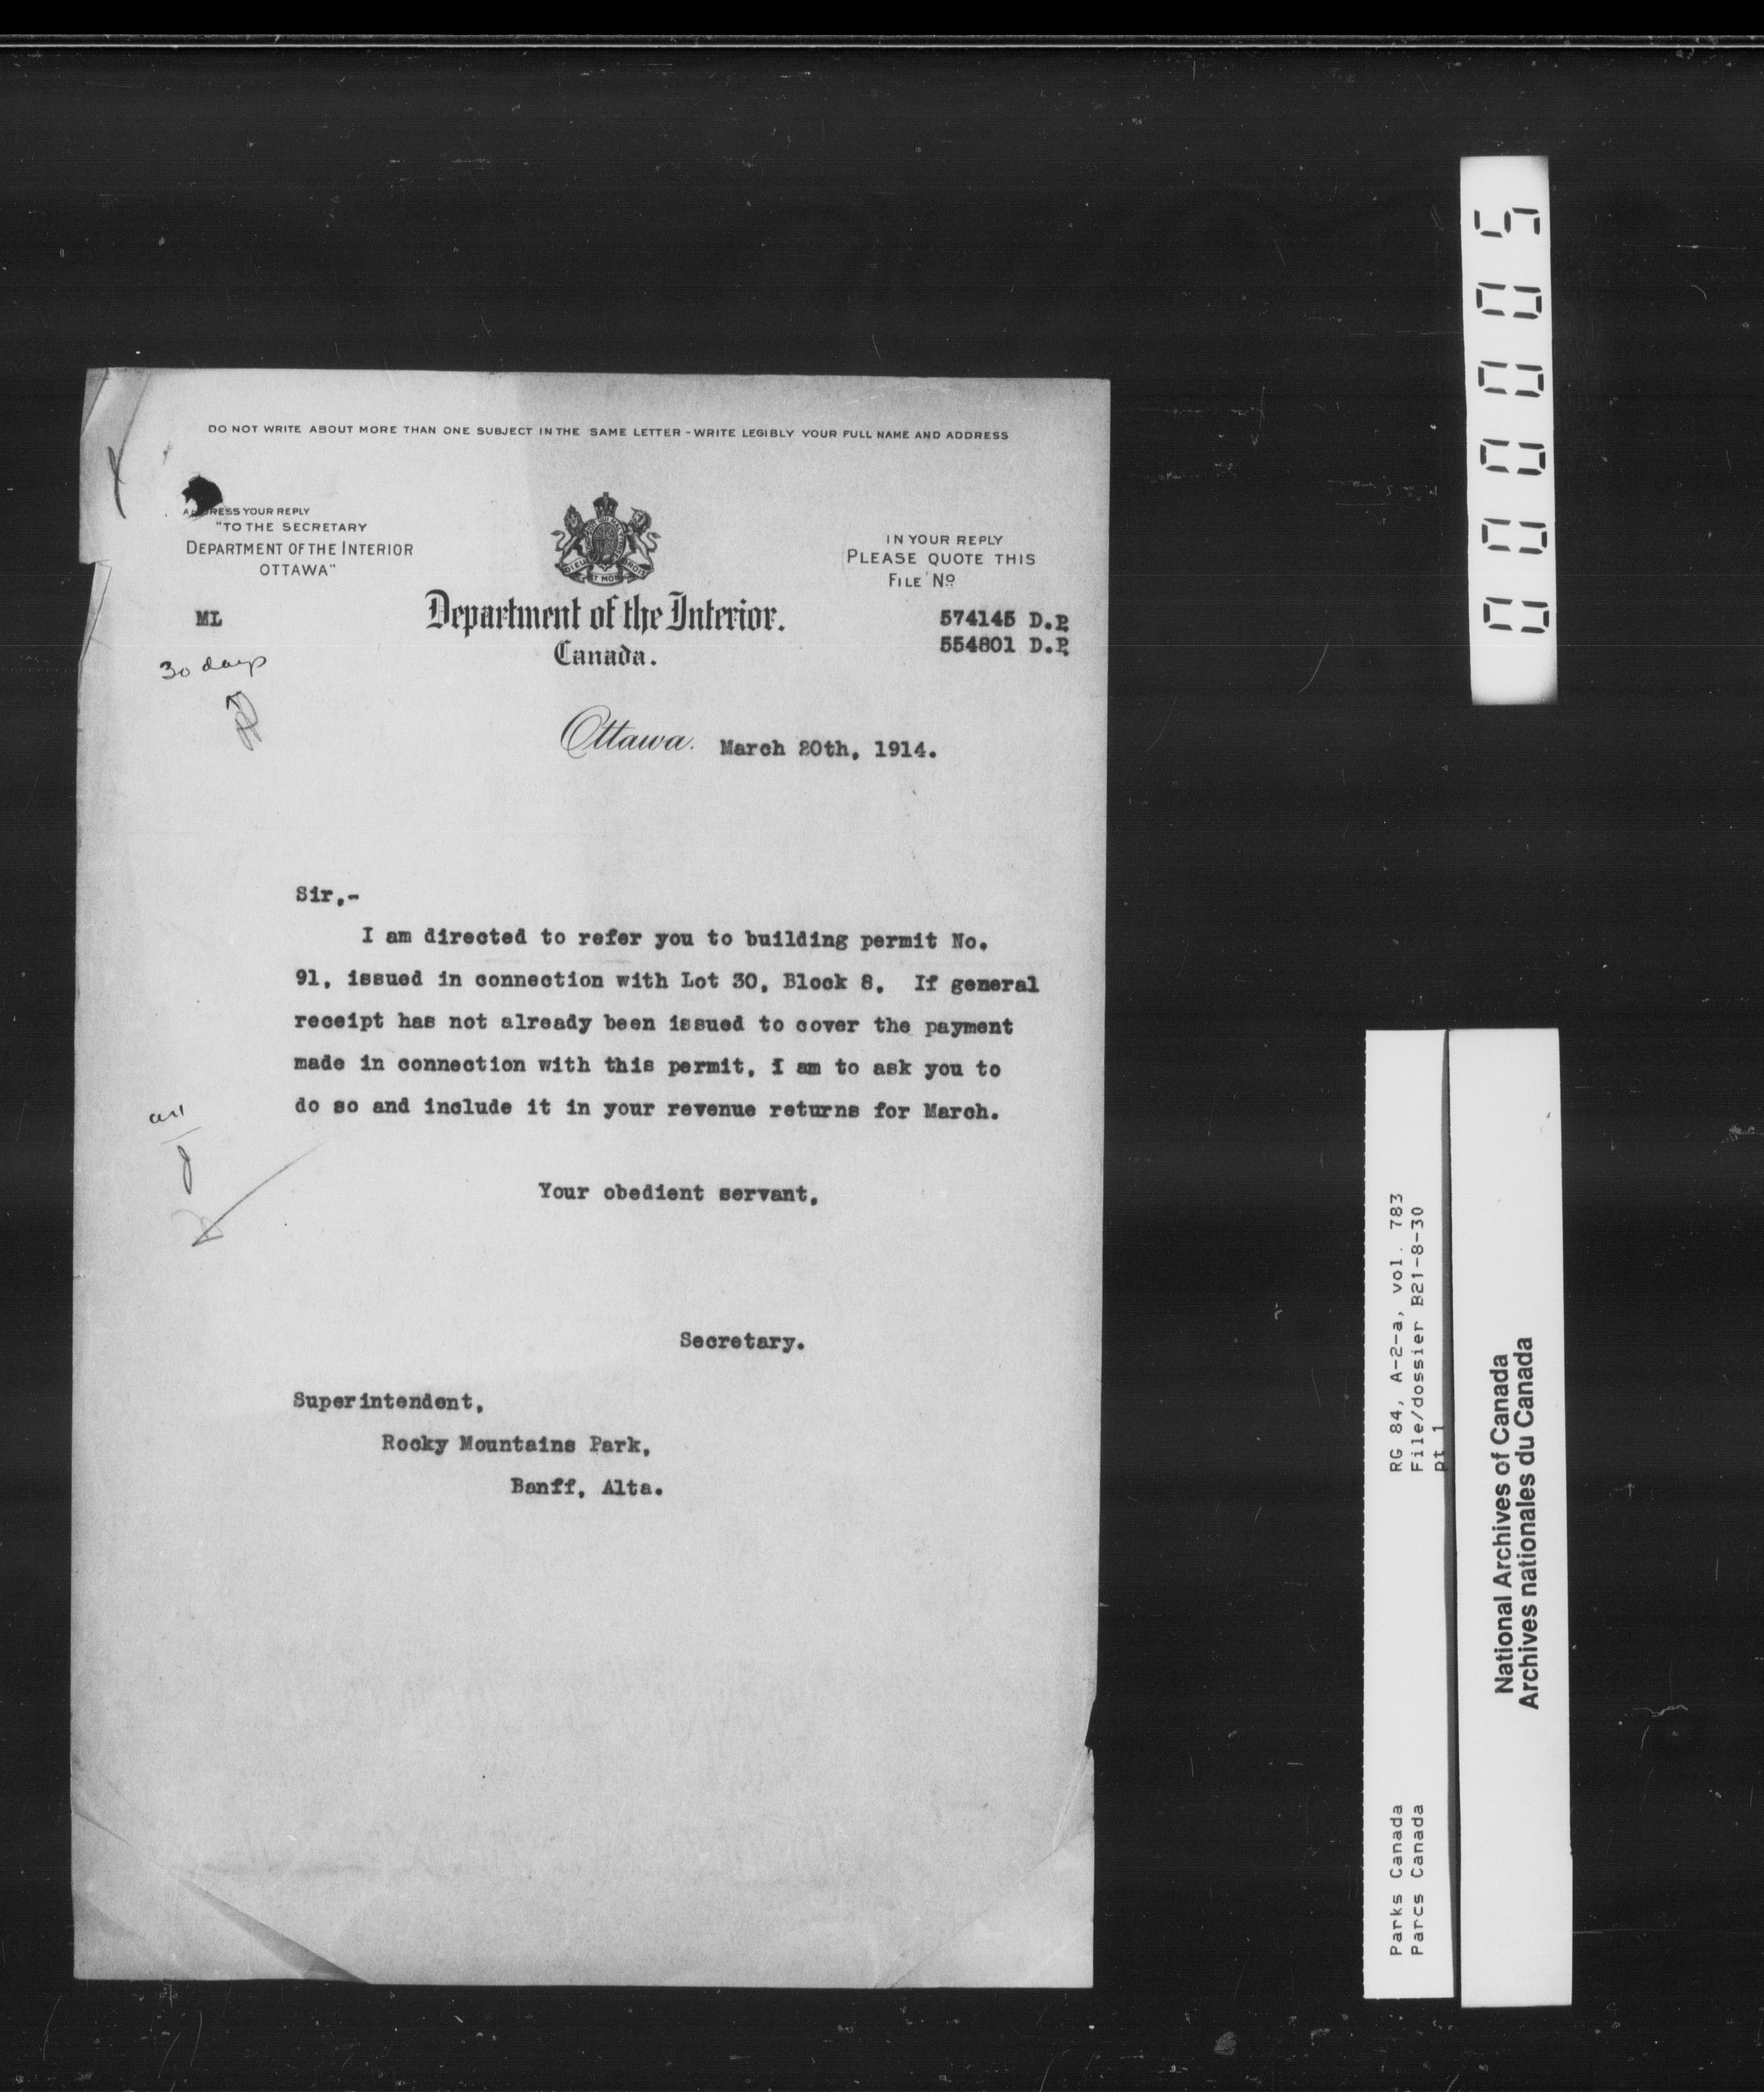 DO NOT WRITE ABOUT MORE THAN ONE SUBJECT IN THE SAME LETTER - WRITE LEGIBLY YOUR FULL NAME AND ADDRESS
ADDRESS YOUR REPLY
"TO THE SECRETARY
DEPARTMENT OF THE INTERIOR
OTTAWA"
IN YOUR REPLY
PLEASE QUOTE THIS
FILE No
ML
Department of the Interior.
Canada.
574145 D.P.
554801 D.P.
30 days
Ottawa. March 20th, 1914.
Sir,-
I am directed to refer you to building permit No.
91, issued in connection with Lot 30, Block 8. If general
receipt has not already been issued to cover the payment
made in connection with this permit, I am to ask you to
do so and include it in your revenue returns for March.
Your obedient servant,
Secretary.
Superintendent,
Rocky Mountains Park,
Banff, Alta.
000005
RG 84, A-2-a, vol. 783
File/dossier B21-8-30
pt 1
Parks Canada
Parcs Canada
National Archives of Canada
Archives nationales du Canada